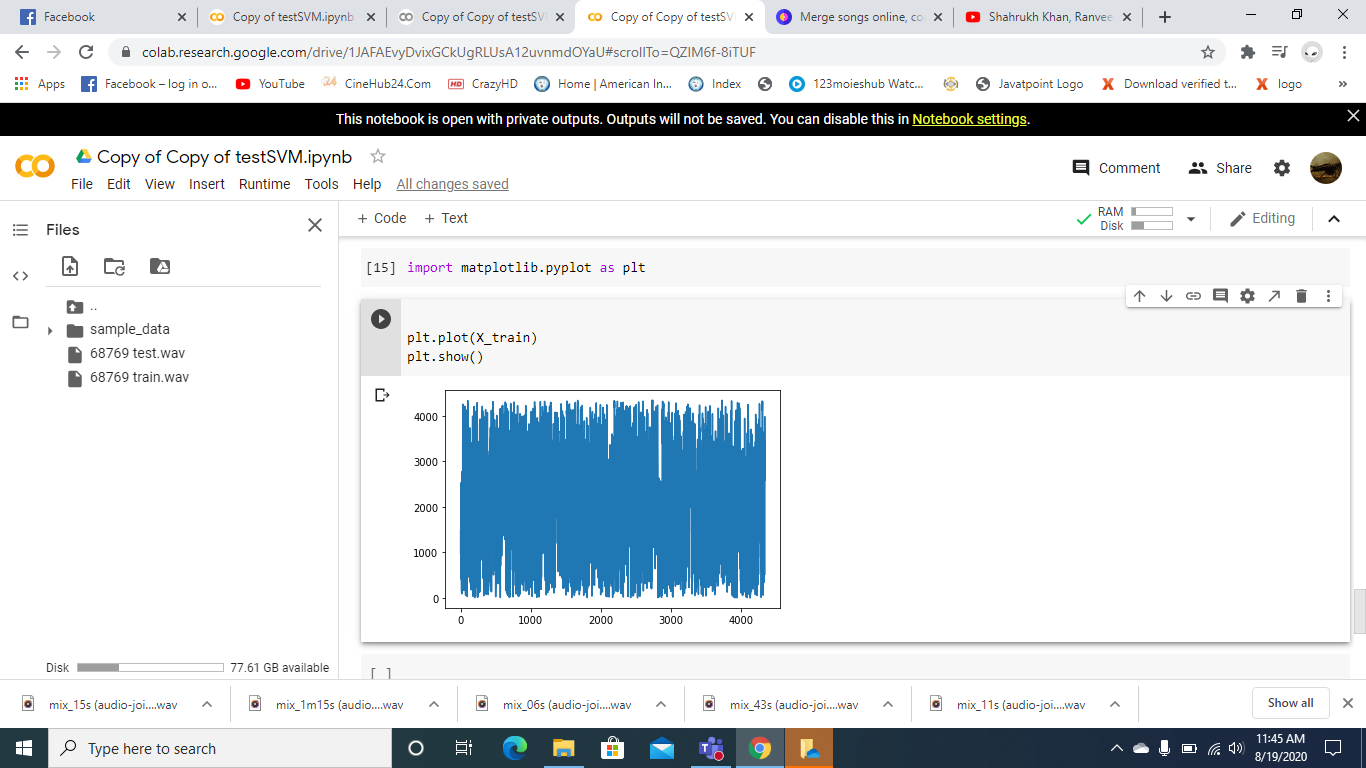 Facebook
Copy of testSVM.ipynb
Copy of Copy of testSV
Copy of Copy of testSV
Merge songs online, co
Shahrukh Khan, Ranvee
colab.research.google.com/drive/1JAFAEvyDvixGCkUgRLUsA12uvnmdOYaU#scrollTo=QZIM6f-8iTUF
Apps
Facebook – log in o...
YouTube
CineHub24.Com
CrazyHD
Home | American In...
Index
123moieshub Watc...
Javatpoint Logo
Download verified t...
logo
This notebook is open with private outputs. Outputs will not be saved. You can disable this in Notebook settings.
Copy of Copy of testSVM.ipynb
Comment
Share
File Edit View Insert Runtime Tools Help All changes saved
Files
+ Code + Text
RAM
Disk
Editing
..
sample_data
68769 test.wav
68769 train.wav
[15] import matplotlib.pyplot as plt
plt.plot(X_train)
plt.show()
4000
3000
2000
1000
0
0 1000 2000 3000 4000
[ ]
Disk 77.61 GB available
mix_15s (audio-joi....wav
mix_1m15s (audio....wav
mix_06s (audio-joi....wav
mix_43s (audio-joi....wav
mix_11s (audio-joi....wav
Show all
Type here to search
11:45 AM
8/19/2020